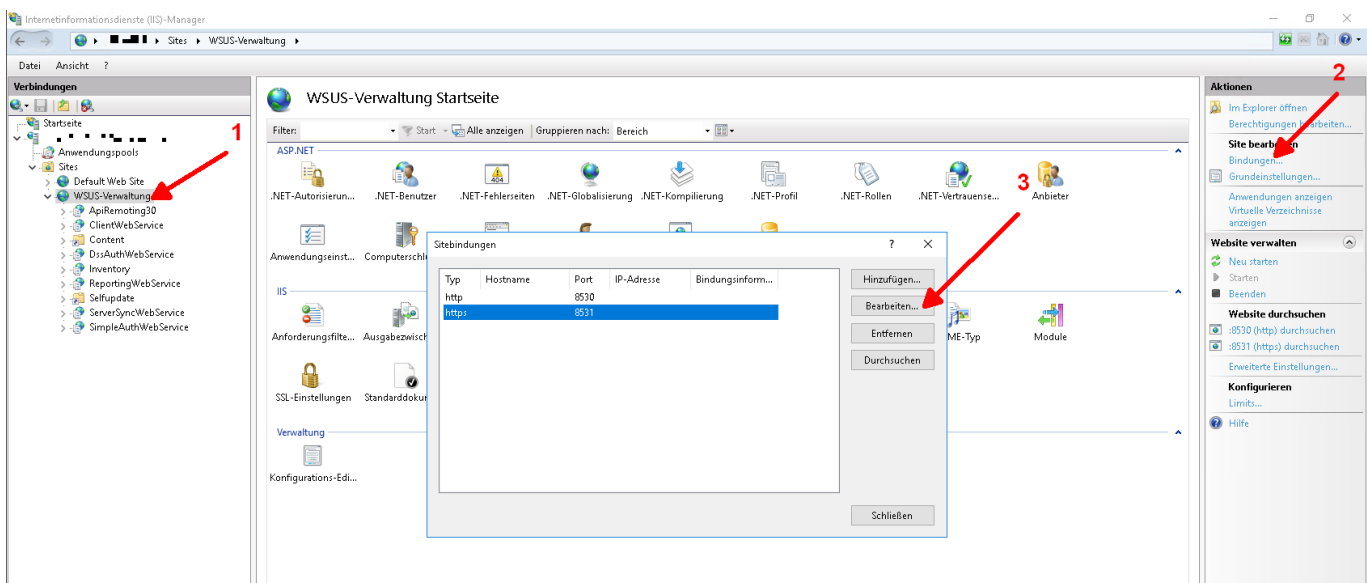 Internetinformationsdienste (IIS)-Manager
Sites
WSUS-Verwaltung
Datei Ansicht ?
Verbindungen
Startseite
Anwendungspools
Sites
Default Web Site
WSUS-Verwaltung
ApiRemoting30
ClientWebService
Content
DssAuthWebService
Inventory
ReportingWebService
Selfupdate
ServerSyncWebService
SimpleAuthWebService
1
WSUS-Verwaltung Startseite
Filter: Start Alle anzeigen Gruppieren nach: Bereich
ASP.NET
.NET-Autorisierun... .NET-Benutzer .NET-Fehlerseiten .NET-Globalisierung .NET-Kompilierung .NET-Profil .NET-Rollen .NET-Vertrauense... Anbieter
404
3
Anwendungseinst... Computerschlü
IIS
Anforderungsfilte... Ausgabezwisch ME-Typ Module
SSL-Einstellungen Standarddokur
Verwaltung
Konfigurations-Edi...
Sitebindungen
? ×
Typ Hostname Port IP-Adresse Bindungsinform...
http 8530
https 8531
Hinzufügen...
Bearbeiten...
Entfernen
Durchsuchen
Schließen
2
Aktionen
Im Explorer öffnen
Berechtigungen bearbeiten...
Site bearbeiten
Bindungen...
Grundeinstellungen...
Anwendungen anzeigen
Virtuelle Verzeichnisse
anzeigen
Website verwalten
Neu starten
Starten
Beenden
Website durchsuchen
:8530 (http) durchsuchen
:8531 (https) durchsuchen
Erweiterte Einstellungen...
Konfigurieren
Limits...
Hilfe